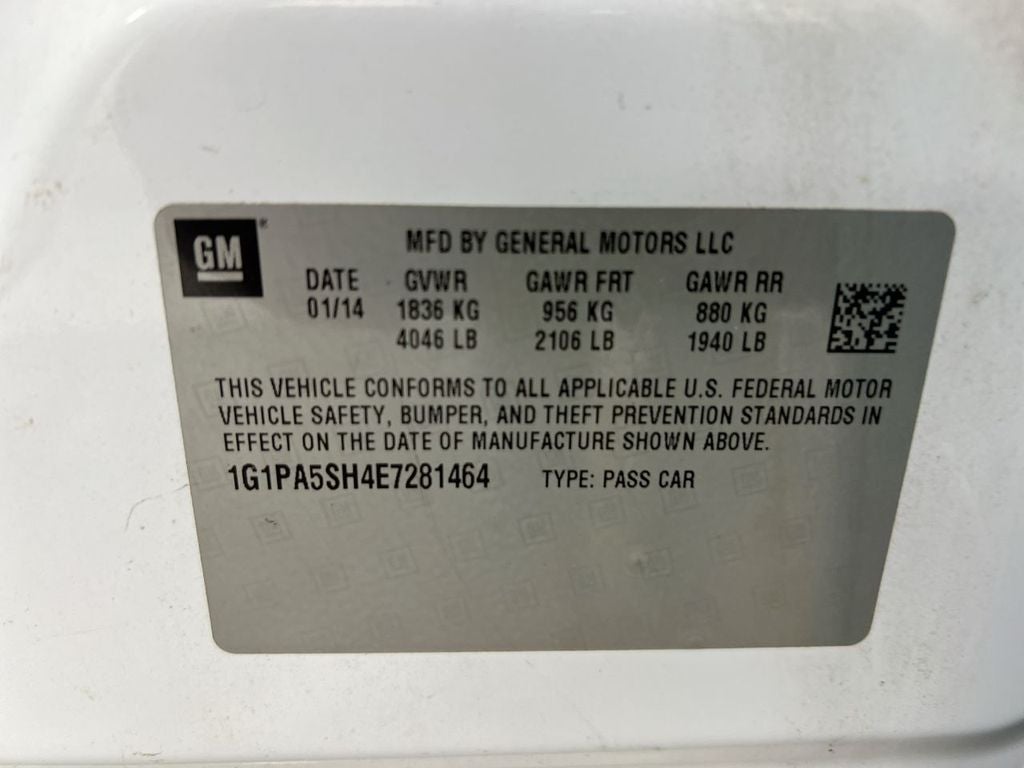 GM
MFD BY GENERAL MOTORS LLC
DATE GVWR GAWR FRT GAWR RR
01/14 1836 KG 956 KG 880 KG
4046 LB 2106 LB 1940 LB
THIS VEHICLE CONFORMS TO ALL APPLICABLE U.S. FEDERAL MOTOR
VEHICLE SAFETY, BUMPER, AND THEFT PREVENTION STANDARDS IN
EFFECT ON THE DATE OF MANUFACTURE SHOWN ABOVE.
1G1PA5SH4E7281464 TYPE: PASS CAR